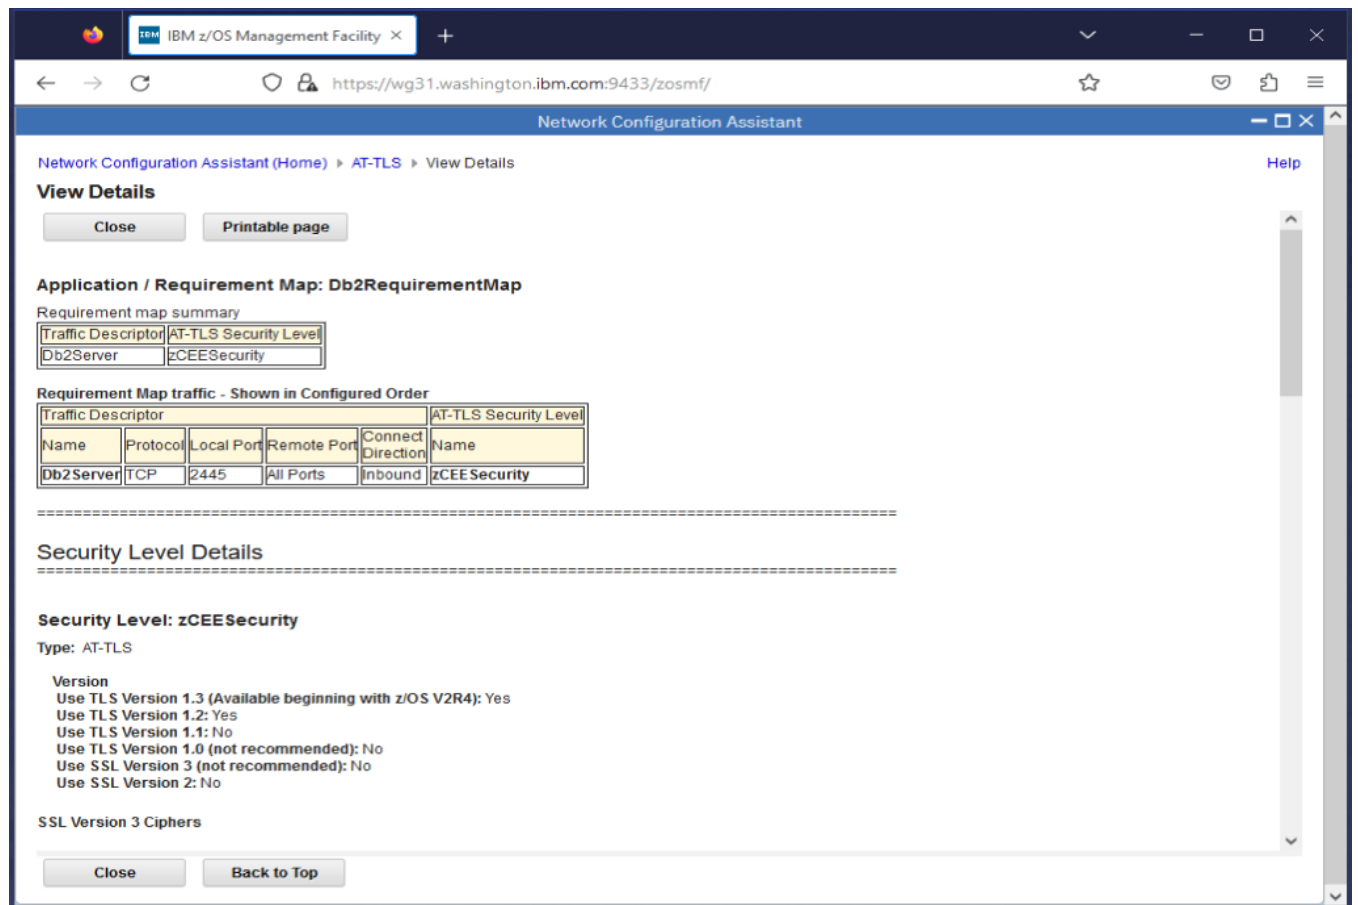 IBM IBM z/OS Management Facility
https://wg31.washington.ibm.com:9433/zosmf/
Network Configuration Assistant
Network Configuration Assistant (Home) AT-TLS View Details Help
View Details
Close Printable page
Application / Requirement Map: Db2RequirementMap
Requirement map summary
Traffic Descriptor AT-TLS Security Level
Db2Server zCEESecurity
Requirement Map traffic - Shown in Configured Order
Traffic Descriptor AT-TLS Security Level
Name Protocol Local Port Remote Port Connect Direction Name
Db2Server TCP 2445 All Ports Inbound zCEESecurity
==============================================================================================
Security Level Details
==============================================================================================
Security Level: zCEESecurity
Type: AT-TLS
Version
Use TLS Version 1.3 (Available beginning with z/OS V2R4): Yes
Use TLS Version 1.2: Yes
Use TLS Version 1.1: No
Use TLS Version 1.0 (not recommended): No
Use SSL Version 3 (not recommended): No
Use SSL Version 2: No
SSL Version 3 Ciphers
Close Back to Top